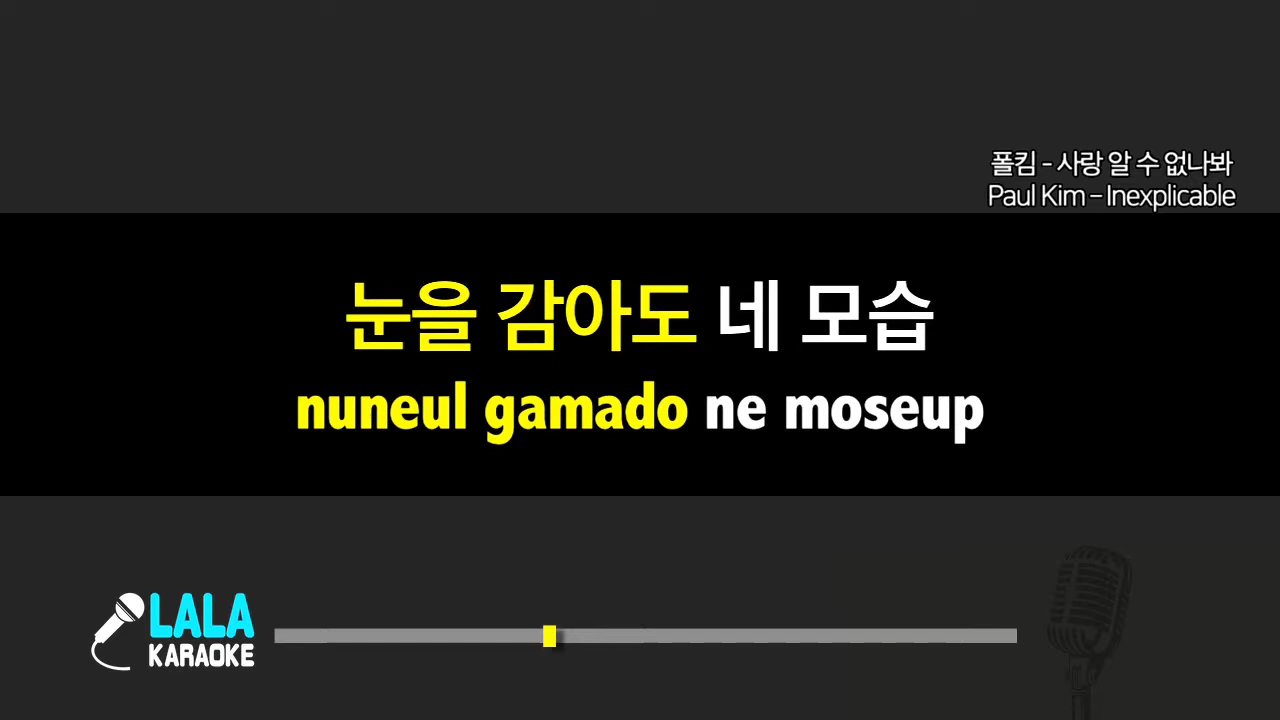 폴킴 - 사랑 알 수 없나봐
Paul Kim - Inexplicable
눈을 감아도 네 모습
nuneul gamado ne moseup
LALA
KARAOKE